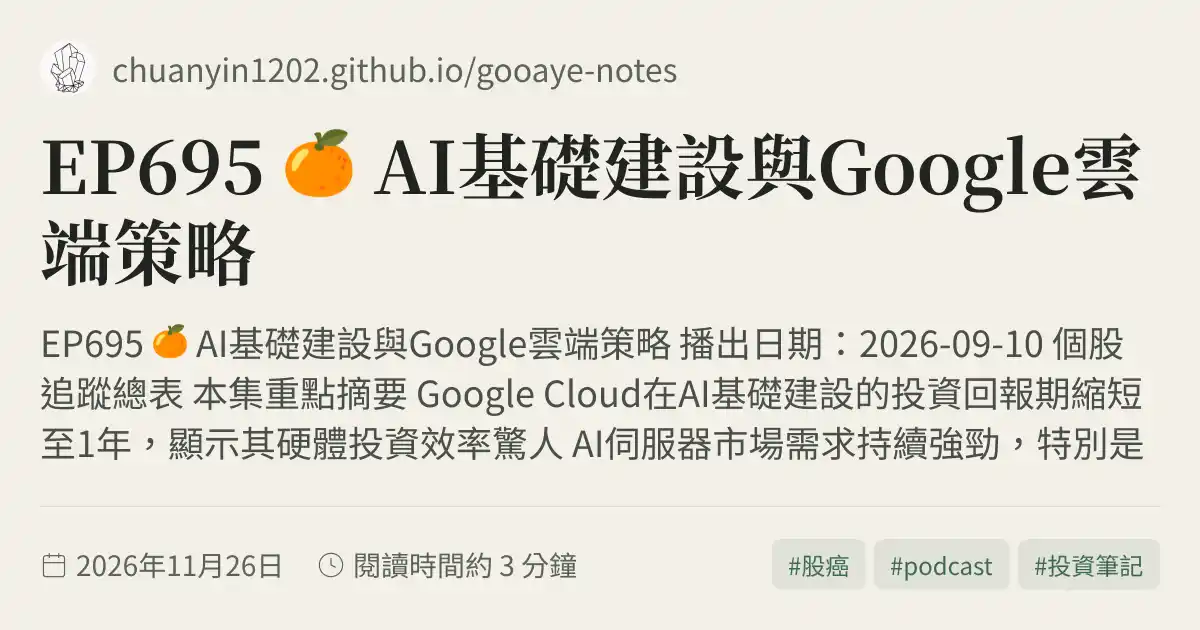 chuanyin1202.github.io/gooaye-notes
EP695 🍊 AI基礎建設與Google雲
端策略
EP695 🍊 AI基礎建設與Google雲端策略 播出日期：2026-09-10 個股
追蹤總表 本集重點摘要 Google Cloud在AI基礎建設的投資回報期縮短
至1年，顯示其硬體投資效率驚人 AI伺服器市場需求持續強勁，特別是
2026年11月26日 閱讀時間約 3 分鐘 #股癌 #podcast #投資筆記